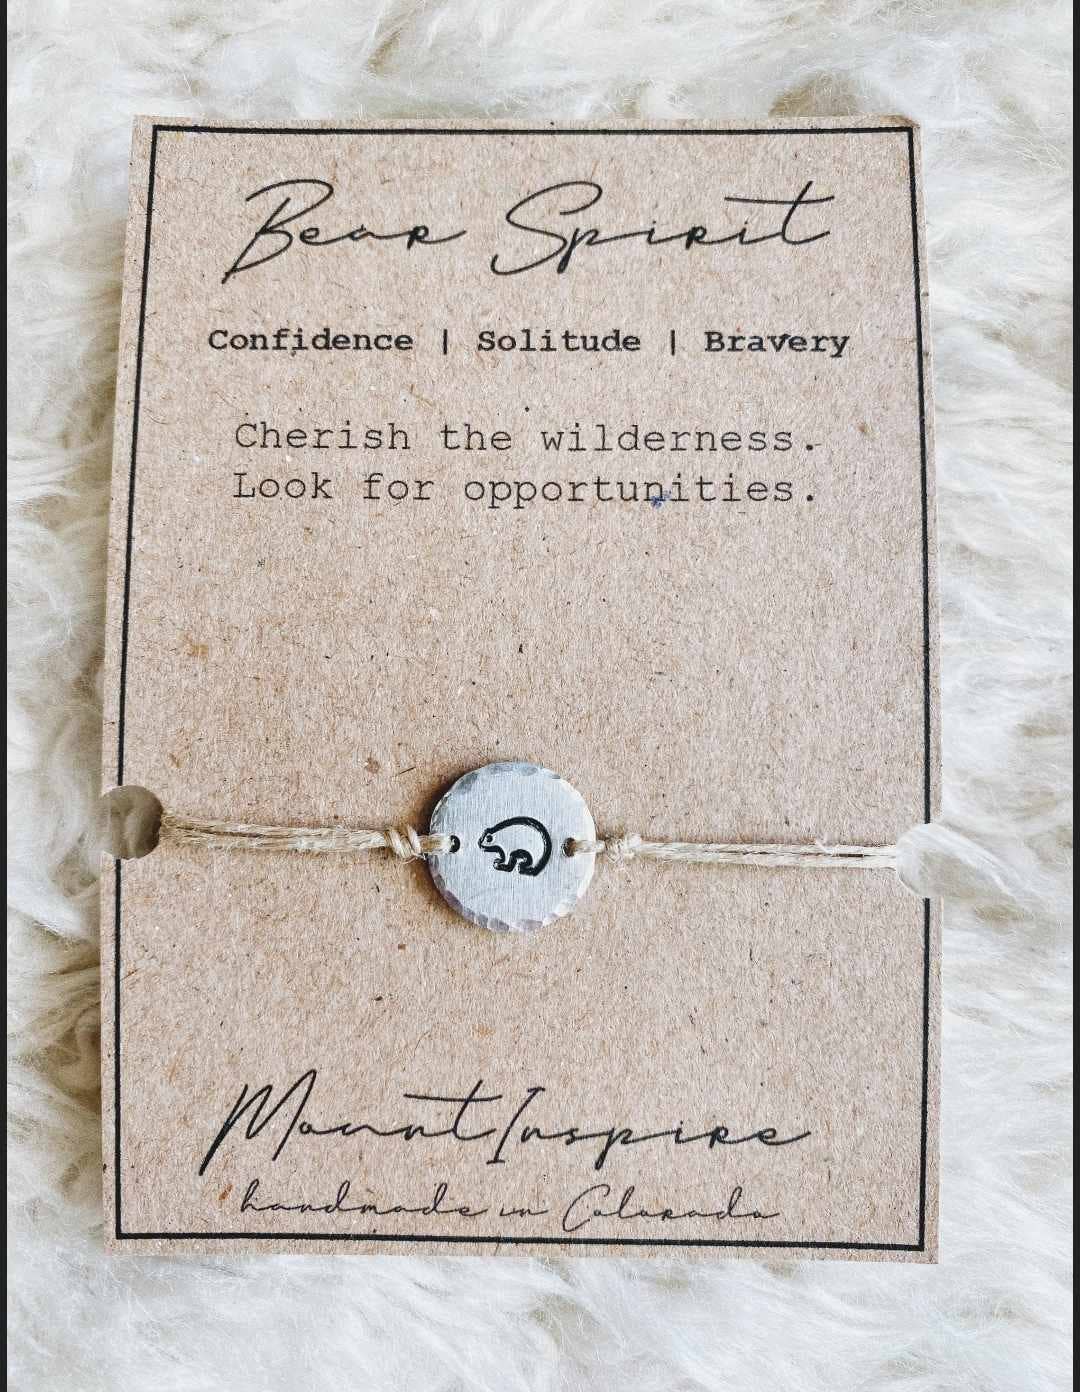 Bear Spirit
Confidence | Solitude | Bravery
Cherish the wilderness.
Look for opportunities.
MountInspire
handmade in Colorado